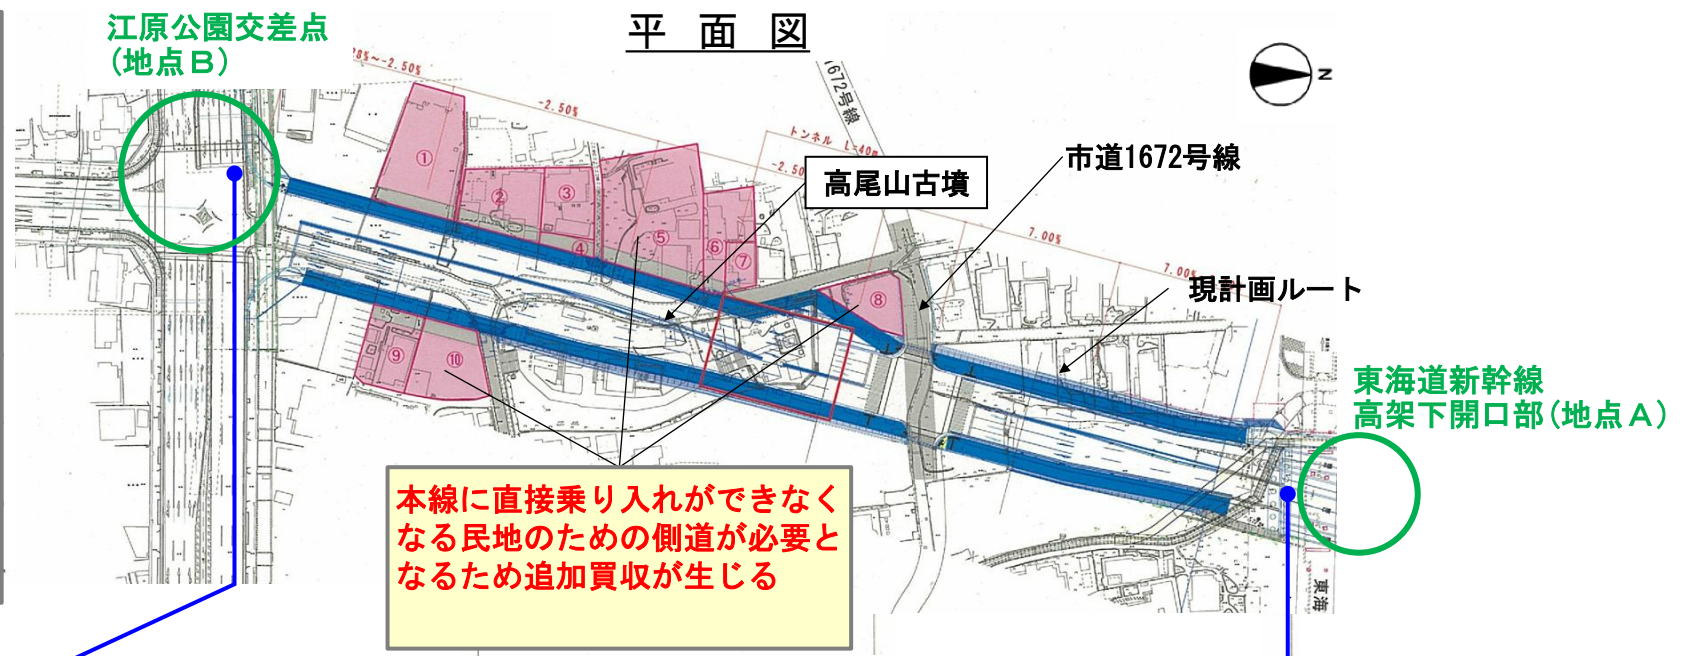 平 面 図
江原公園交差点
(地点Ｂ)
-2.50%
-2.50%
トンネル L=40m
-2.50
1672号線
N
高尾山古墳
市道1672号線
7.00%
7.00%
現計画ルート
①
②
③
④
⑤
⑥
⑦
⑧
⑨
⑩
東海道新幹線
高架下開口部(地点Ａ)
本線に直接乗り入れができなく
なる民地のための側道が必要と
なるため追加買収が生じる
東海